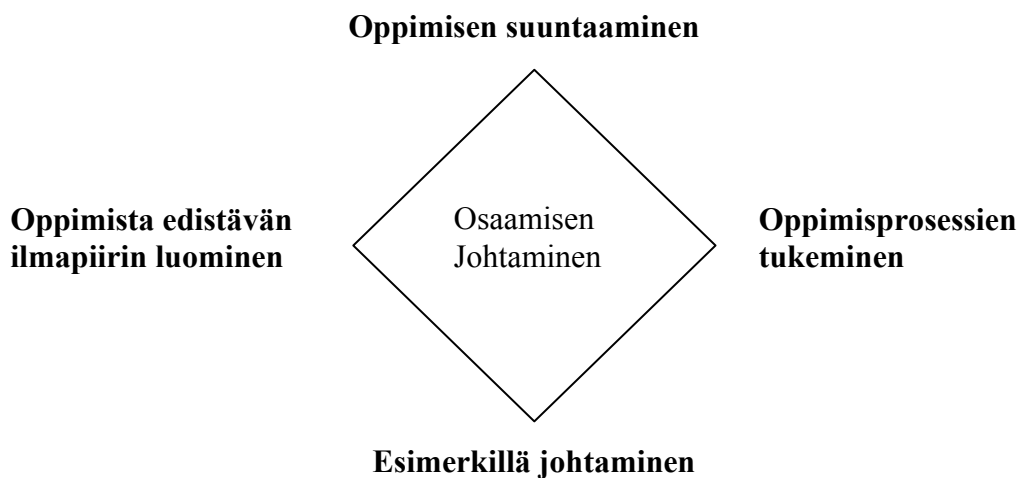 Oppimisen suuntaaminen
Oppimista edistävän
ilmapiirin luominen
Osaamisen
Johtaminen
Oppimisprosessien
tukeminen
Esimerkillä johtaminen